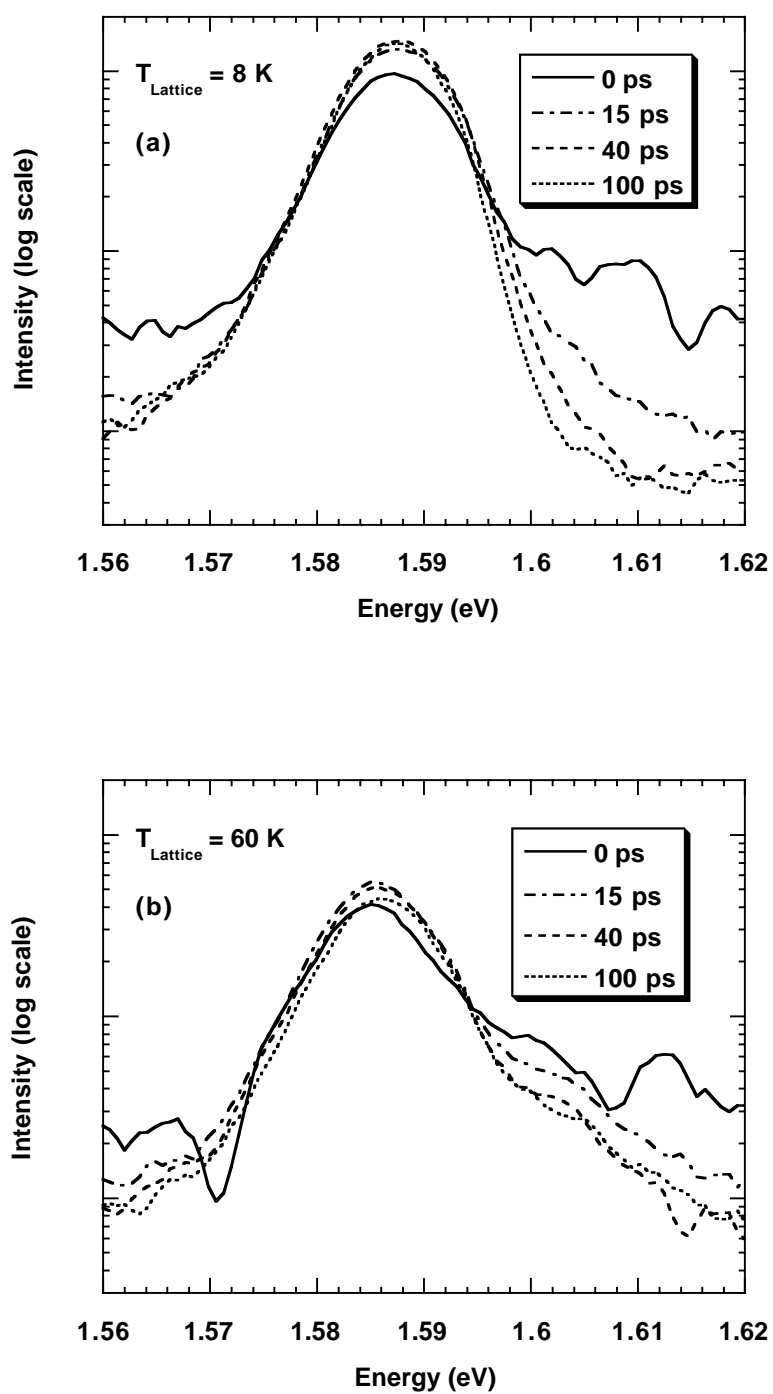 T_Lattice = 8 K
(a)
0 ps
15 ps
40 ps
100 ps
Intensity (log scale)
1.56 1.57 1.58 1.59 1.6 1.61 1.62
Energy (eV)
T_Lattice = 60 K
(b)
0 ps
15 ps
40 ps
100 ps
Intensity (log scale)
1.56 1.57 1.58 1.59 1.6 1.61 1.62
Energy (eV)